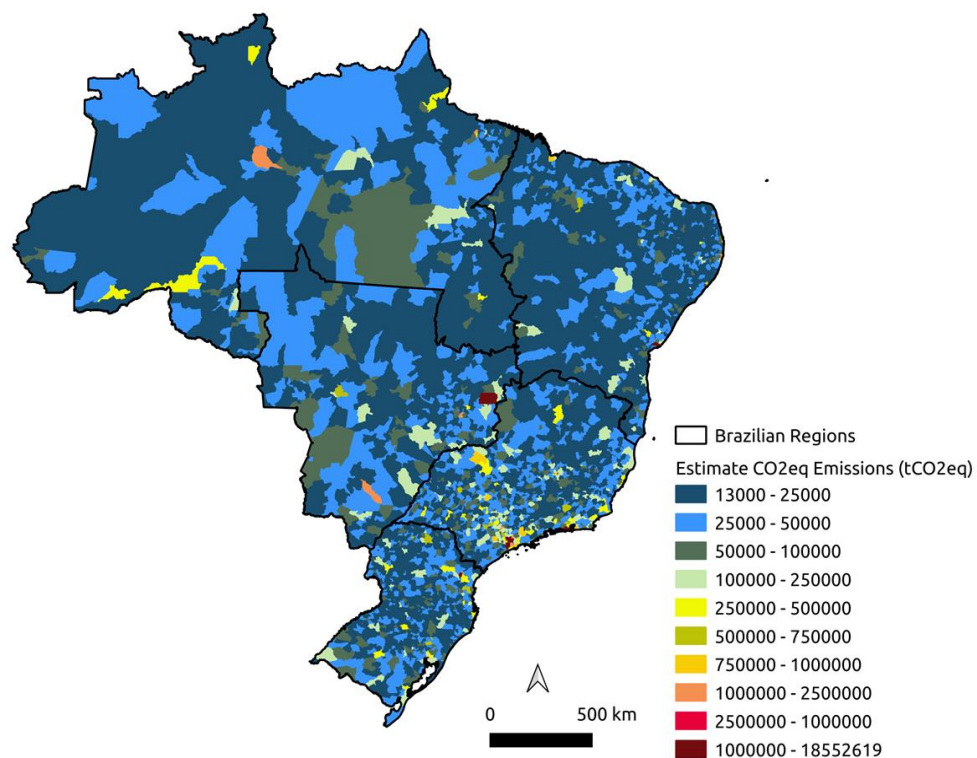 Brazilian Regions
Estimate CO2eq Emissions (tCO2eq)
13000 - 25000
25000 - 50000
50000 - 100000
100000 - 250000
250000 - 500000
500000 - 750000
750000 - 1000000
1000000 - 2500000
2500000 - 1000000
1000000 - 18552619
0 500 km